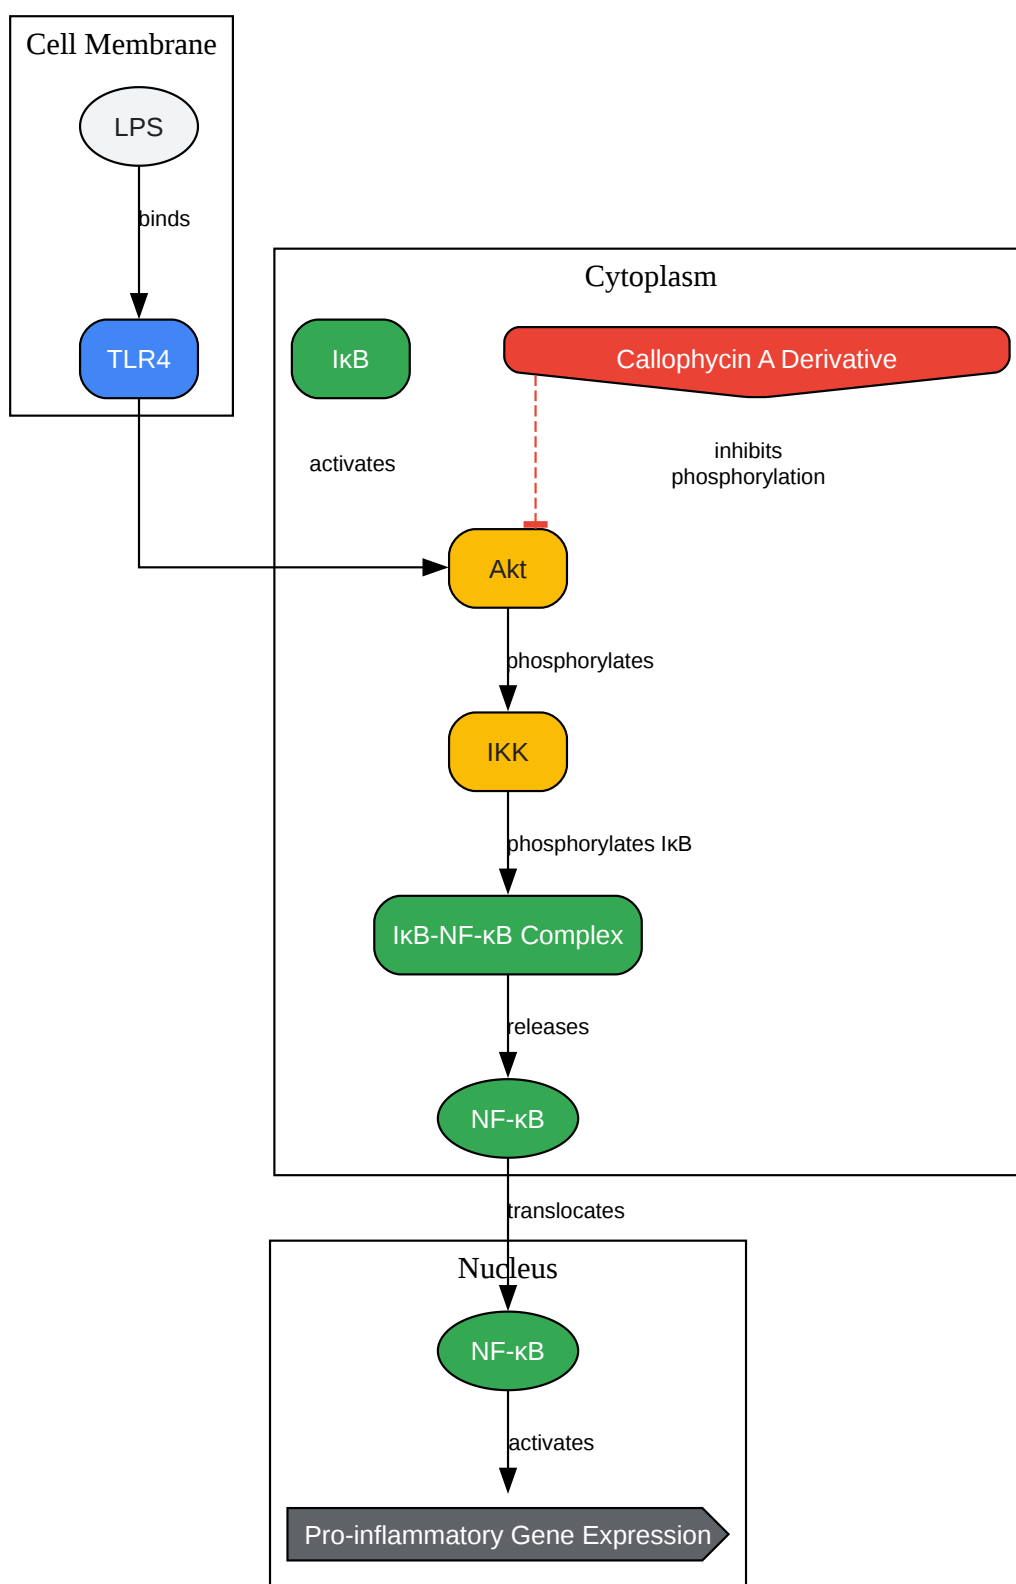 Cell Membrane
LPS
binds
Cytoplasm
TLR4
IκB
Callophycin A Derivative
activates
inhibits
phosphorylation
Akt
phosphorylates
IKK
phosphorylates IκB
IκB-NF-κB Complex
releases
NF-κB
translocates
Nucleus
NF-κB
activates
Pro-inflammatory Gene Expression